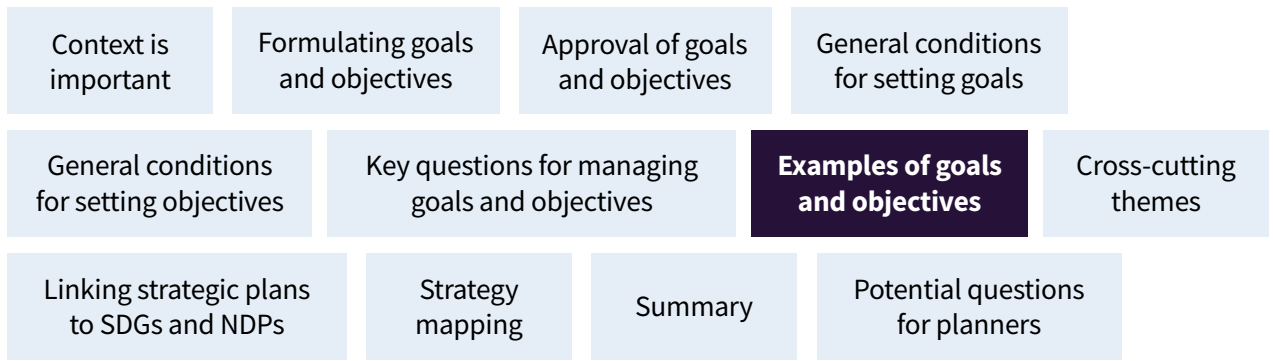 Context is
important
Formulating goals
and objectives
Approval of goals
and objectives
General conditions
for setting goals
General conditions
for setting objectives
Key questions for managing
goals and objectives
Examples of goals
and objectives
Cross-cutting
themes
Linking strategic plans
to SDGs and NDPs
Strategy
mapping
Summary
Potential questions
for planners